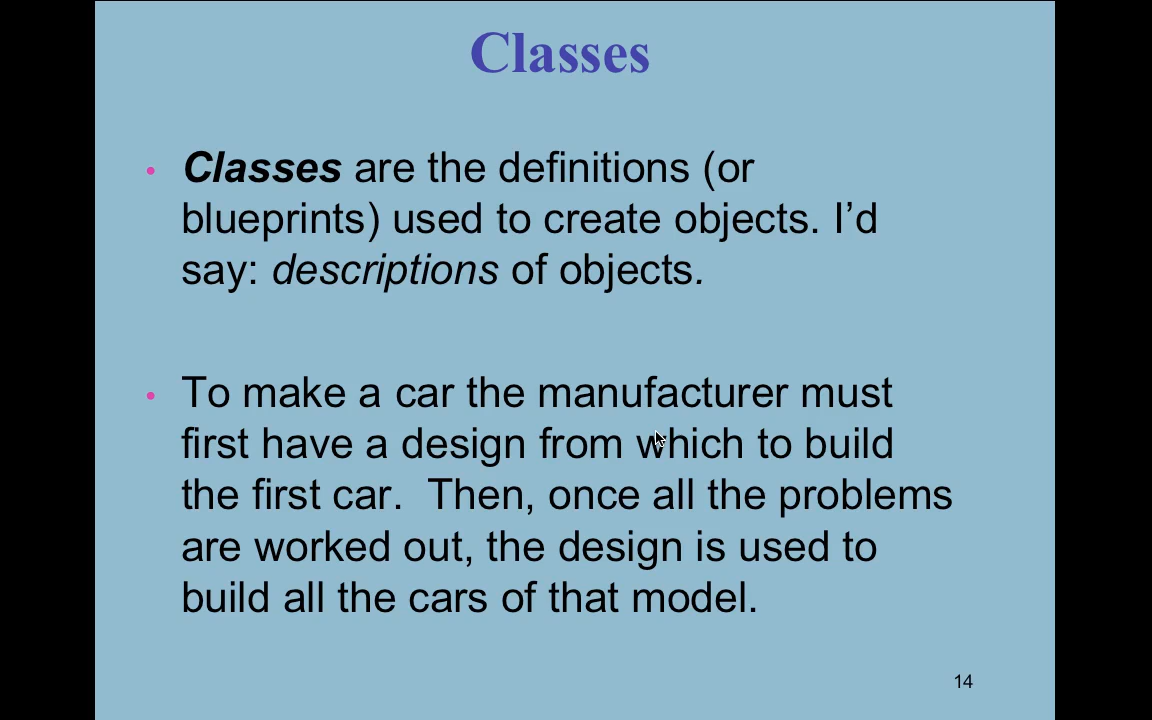 Classes
• Classes are the definitions (or
blueprints) used to create objects. I’d
say: descriptions of objects.
• To make a car the manufacturer must
first have a design from which to build
the first car.  Then, once all the problems
are worked out, the design is used to
build all the cars of that model.
14